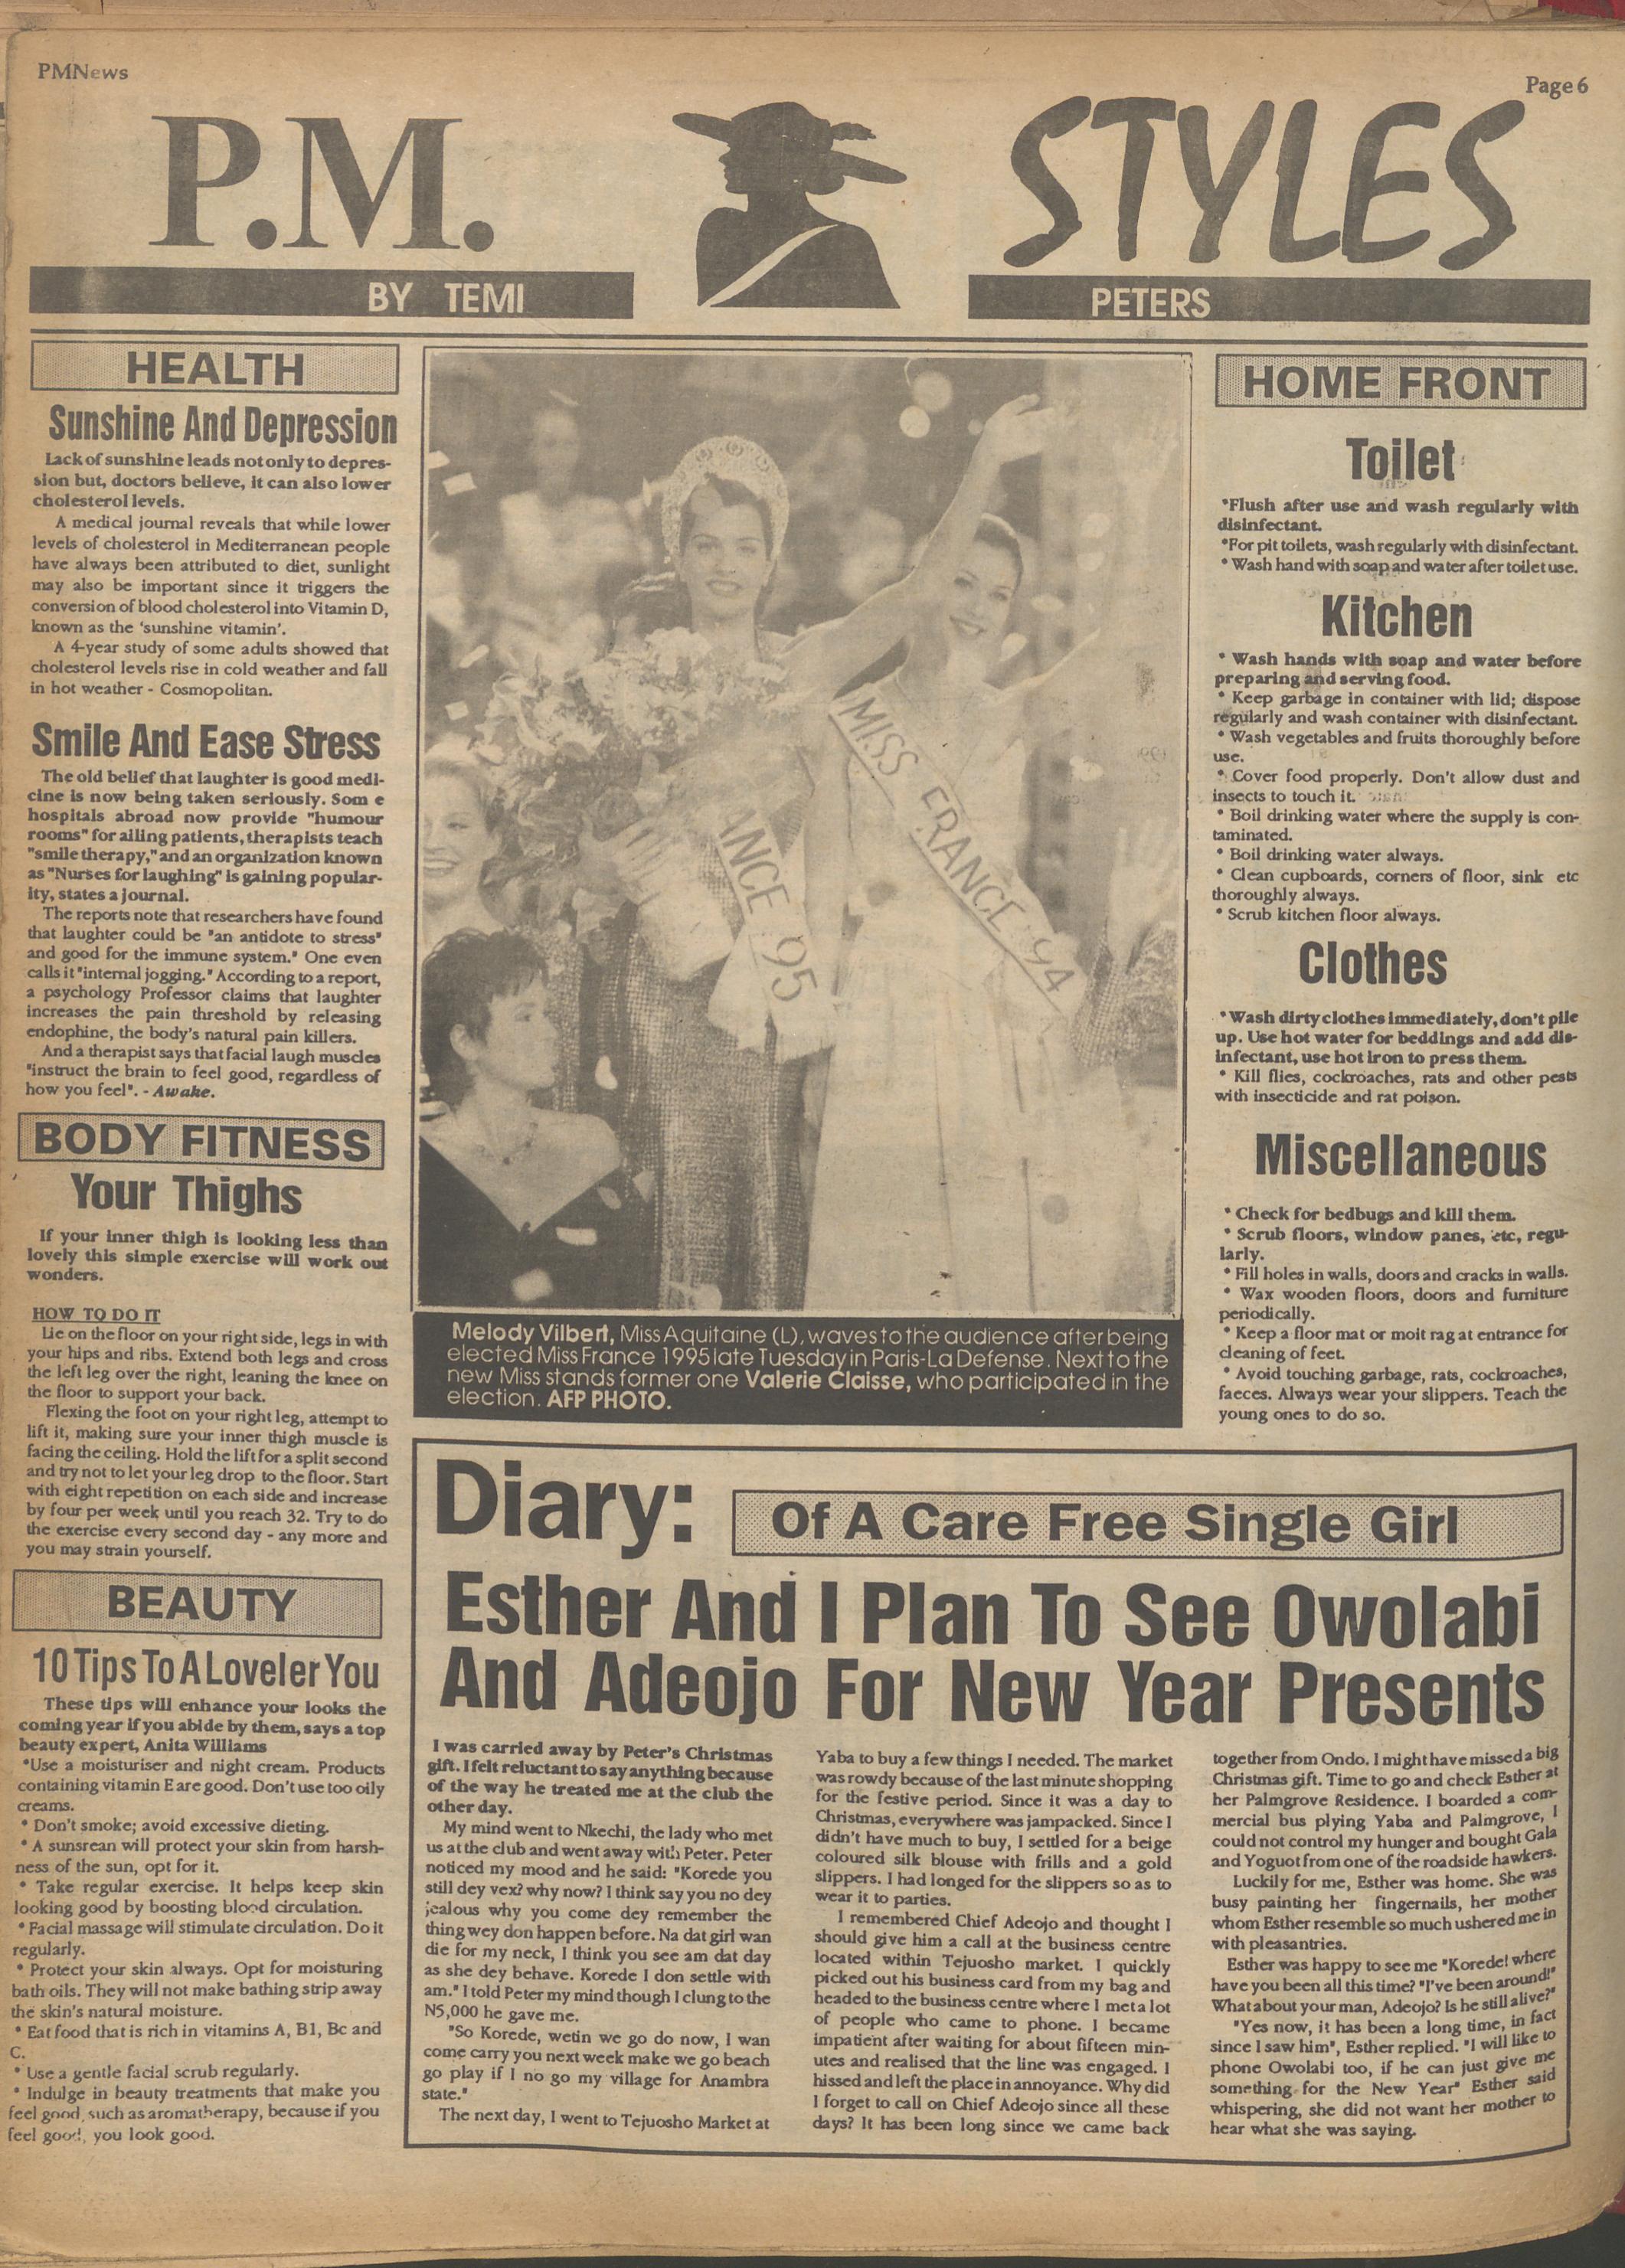 PMNews
Page 6
P.M. STYLES
BY TEMI PETERS
HEALTH
Sunshine And Depression
Lack of sunshine leads not only to depres-
sion but, doctors believe, it can also lower
cholesterol levels.
A medical journal reveals that while lower
levels of cholesterol in Mediterranean people
have always been attributed to diet, sunlight
may also be important since it triggers the
conversion of blood cholesterol into Vitamin D,
known as the 'sunshine vitamin'.
A 4-year study of some adults showed that
cholesterol levels rise in cold weather and fall
in hot weather - Cosmopolitan.
Smile And Ease Stress
The old belief that laughter is good medi-
cine is now being taken seriously. Som e
hospitals abroad now provide "humour
rooms" for ailing patients, therapists teach
"smile therapy," and an organization known
as "Nurses for laughing" is gaining popular-
ity, states a journal.
The reports note that researchers have found
that laughter could be "an antidote to stress"
and good for the immune system." One even
calls it "internal jogging." According to a report,
a psychology Professor claims that laughter
increases the pain threshold by releasing
endophine, the body's natural pain killers.
And a therapist says that facial laugh muscles
"instruct the brain to feel good, regardless of
how you feel". - Awake.
BODY FITNESS
Your Thighs
If your inner thigh is looking less than
lovely this simple exercise will work out
wonders.
HOW TO DO IT
Lie on the floor on your right side, legs in with
your hips and ribs. Extend both legs and cross
the left leg over the right, leaning the knee on
the floor to support your back.
Flexing the foot on your right leg, attempt to
lift it, making sure your inner thigh muscle is
facing the ceiling. Hold the lift for a split second
and try not to let your leg drop to the floor. Start
with eight repetition on each side and increase
by four per week until you reach 32. Try to do
the exercise every second day - any more and
you may strain yourself.
BEAUTY
10 Tips To A Loveler You
These tips will enhance your looks the
coming year if you abide by them, says a top
beauty expert, Anita Williams
*Use a moisturiser and night cream. Products
containing vitamin E are good. Don't use too oily
creams.
* Don't smoke; avoid excessive dieting.
* A sunsrean will protect your skin from harsh-
ness of the sun, opt for it.
* Take regular exercise. It helps keep skin
looking good by boosting blood circulation.
* Facial massage will stimulate circulation. Do it
regularly.
* Protect your skin always. Opt for moisturing
bath oils. They will not make bathing strip away
the skin's natural moisture.
* Eat food that is rich in vitamins A, B1, Bc and
C.
* Use a gentle facial scrub regularly.
* Indulge in beauty treatments that make you
feel good, such as aromatherapy, because if you
feel good, you look good.
ANCE '95
MISS FRANCE '94
Melody Vilbert, Miss Aquitaine (L), waves to the audience after being
elected Miss France 1995 late Tuesday in Paris-La Defense. Next to the
new Miss stands former one Valerie Claisse, who participated in the
election. AFP PHOTO.
HOME FRONT
Toilet
*Flush after use and wash regularly with
disinfectant.
*For pit toilets, wash regularly with disinfectant.
* Wash hand with soap and water after toilet use.
Kitchen
* Wash hands with soap and water before
preparing and serving food.
* Keep garbage in container with lid; dispose
regularly and wash container with disinfectant.
* Wash vegetables and fruits thoroughly before
use.
* Cover food properly. Don't allow dust and
insects to touch it.
* Boil drinking water where the supply is con-
taminated.
* Boil drinking water always.
* Clean cupboards, corners of floor, sink etc
thoroughly always.
* Scrub kitchen floor always.
Clothes
*Wash dirty clothes immediately, don't pile
up. Use hot water for beddings and add dis-
infectant, use hot iron to press them.
* Kill flies, cockroaches, rats and other pests
with insecticide and rat poison.
Miscellaneous
* Check for bedbugs and kill them.
* Scrub floors, window panes, etc, regu-
larly.
* Fill holes in walls, doors and cracks in walls.
* Wax wooden floors, doors and furniture
periodically.
* Keep a floor mat or moit rag at entrance for
cleaning of feet.
* Avoid touching garbage, rats, cockroaches,
faeces. Always wear your slippers. Teach the
young ones to do so.
Diary: Of A Care Free Single Girl
Esther And I Plan To See Owolabi
And Adeojo For New Year Presents
I was carried away by Peter's Christmas
gift. I felt reluctant to say anything because
of the way he treated me at the club the
other day.
My mind went to Nkechi, the lady who met
us at the club and went away with Peter. Peter
noticed my mood and he said: "Korede you
still dey vex? why now? I think say you no dey
jealous why you come dey remember the
thing wey don happen before. Na dat girl wan
die for my neck, I think you see am dat day
as she dey behave. Korede I don settle with
am." I told Peter my mind though I clung to the
N5,000 he gave me.
"So Korede, wetin we go do now, I wan
come carry you next week make we go beach
go play if I no go my village for Anambra
state."
The next day, I went to Tejuosho Market at
Yaba to buy a few things I needed. The market
was rowdy because of the last minute shopping
for the festive period. Since it was a day to
Christmas, everywhere was jampacked. Since I
didn't have much to buy, I settled for a beige
coloured silk blouse with frills and a gold
slippers. I had longed for the slippers so as to
wear it to parties.
I remembered Chief Adeojo and thought I
should give him a call at the business centre
located within Tejuosho market. I quickly
picked out his business card from my bag and
headed to the business centre where I met a lot
of people who came to phone. I became
impatient after waiting for about fifteen min-
utes and realised that the line was engaged. I
hissed and left the place in annoyance. Why did
I forget to call on Chief Adeojo since all these
days? It has been long since we came back
together from Ondo. I might have missed a big
Christmas gift. Time to go and check Esther at
her Palmgrove Residence. I boarded a com-
mercial bus plying Yaba and Palmgrove, I
could not control my hunger and bought Gala
and Yoguot from one of the roadside hawkers.
Luckily for me, Esther was home. She was
busy painting her fingernails, her mother
whom Esther resemble so much ushered me in
with pleasantries.
Esther was happy to see me "Korede! where
have you been all this time? "I've been around!"
What about your man, Adeojo? Is he still alive?"
"Yes now, it has been a long time, in fact
since I saw him", Esther replied. "I will like to
phone Owolabi too, if he can just give me
something for the New Year" Esther said
whispering, she did not want her mother to
hear what she was saying.